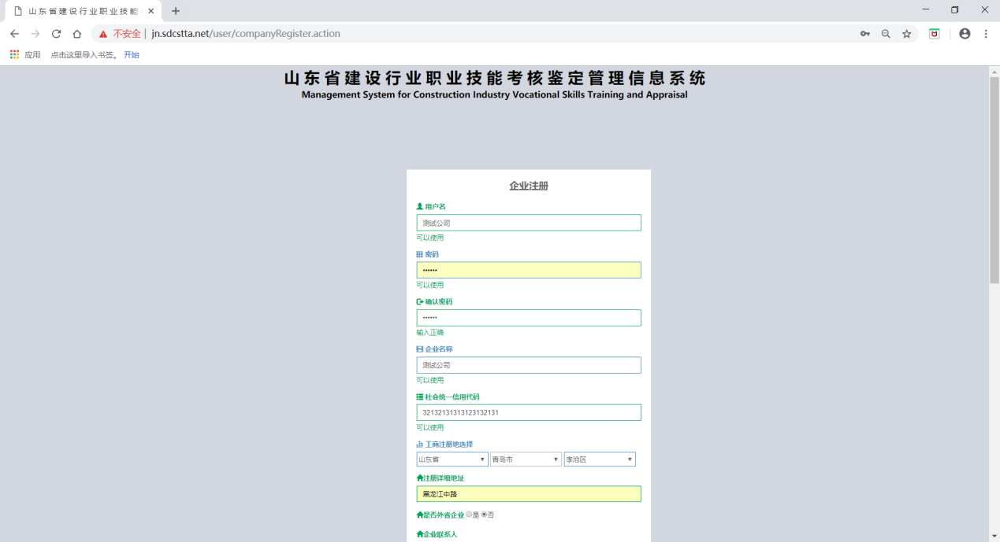 山 东 省 建 设 行 业 职 业 技 能
不安全 | jn.sdcstta.net/user/companyRegister.action
应用 点击这里导入书签。 开始
山东省建设行业职业技能考核鉴定管理信息系统
Management System for Construction Industry Vocational Skills Training and Appraisal
企业注册
用户名
测试公司
可以使用
密码
••••••
可以使用
确认密码
••••••
输入正确
企业名称
测试公司
可以使用
社会统一信用代码
32132131313123132131
可以使用
工商注册地选择
山东省 青岛市 李沧区
注册详细地址
黑龙江中路
是否外省企业 是 否
企业联系人